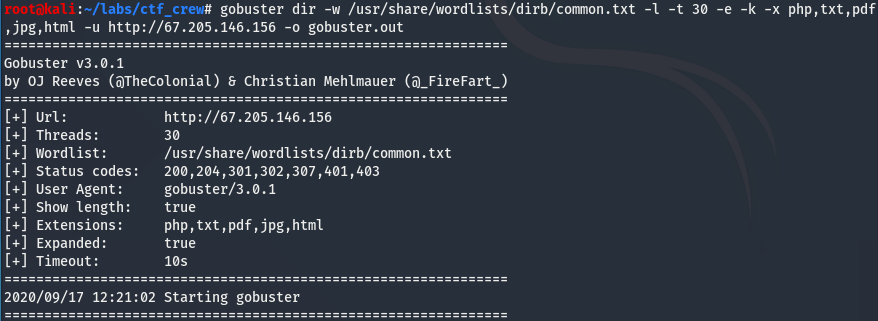 root@kali:~/labs/ctf_crew# gobuster dir -w /usr/share/wordlists/dirb/common.txt -l -t 30 -e -k -x php,txt,pdf
,jpg,html -u http://67.205.146.156 -o gobuster.out
===============================================================
Gobuster v3.0.1
by OJ Reeves (@TheColonial) & Christian Mehlmauer (@_FireFart_)
===============================================================
[+] Url:            http://67.205.146.156
[+] Threads:        30
[+] Wordlist:       /usr/share/wordlists/dirb/common.txt
[+] Status codes:   200,204,301,302,307,401,403
[+] User Agent:     gobuster/3.0.1
[+] Show length:    true
[+] Extensions:     php,txt,pdf,jpg,html
[+] Expanded:       true
[+] Timeout:        10s
===============================================================
2020/09/17 12:21:02 Starting gobuster
===============================================================